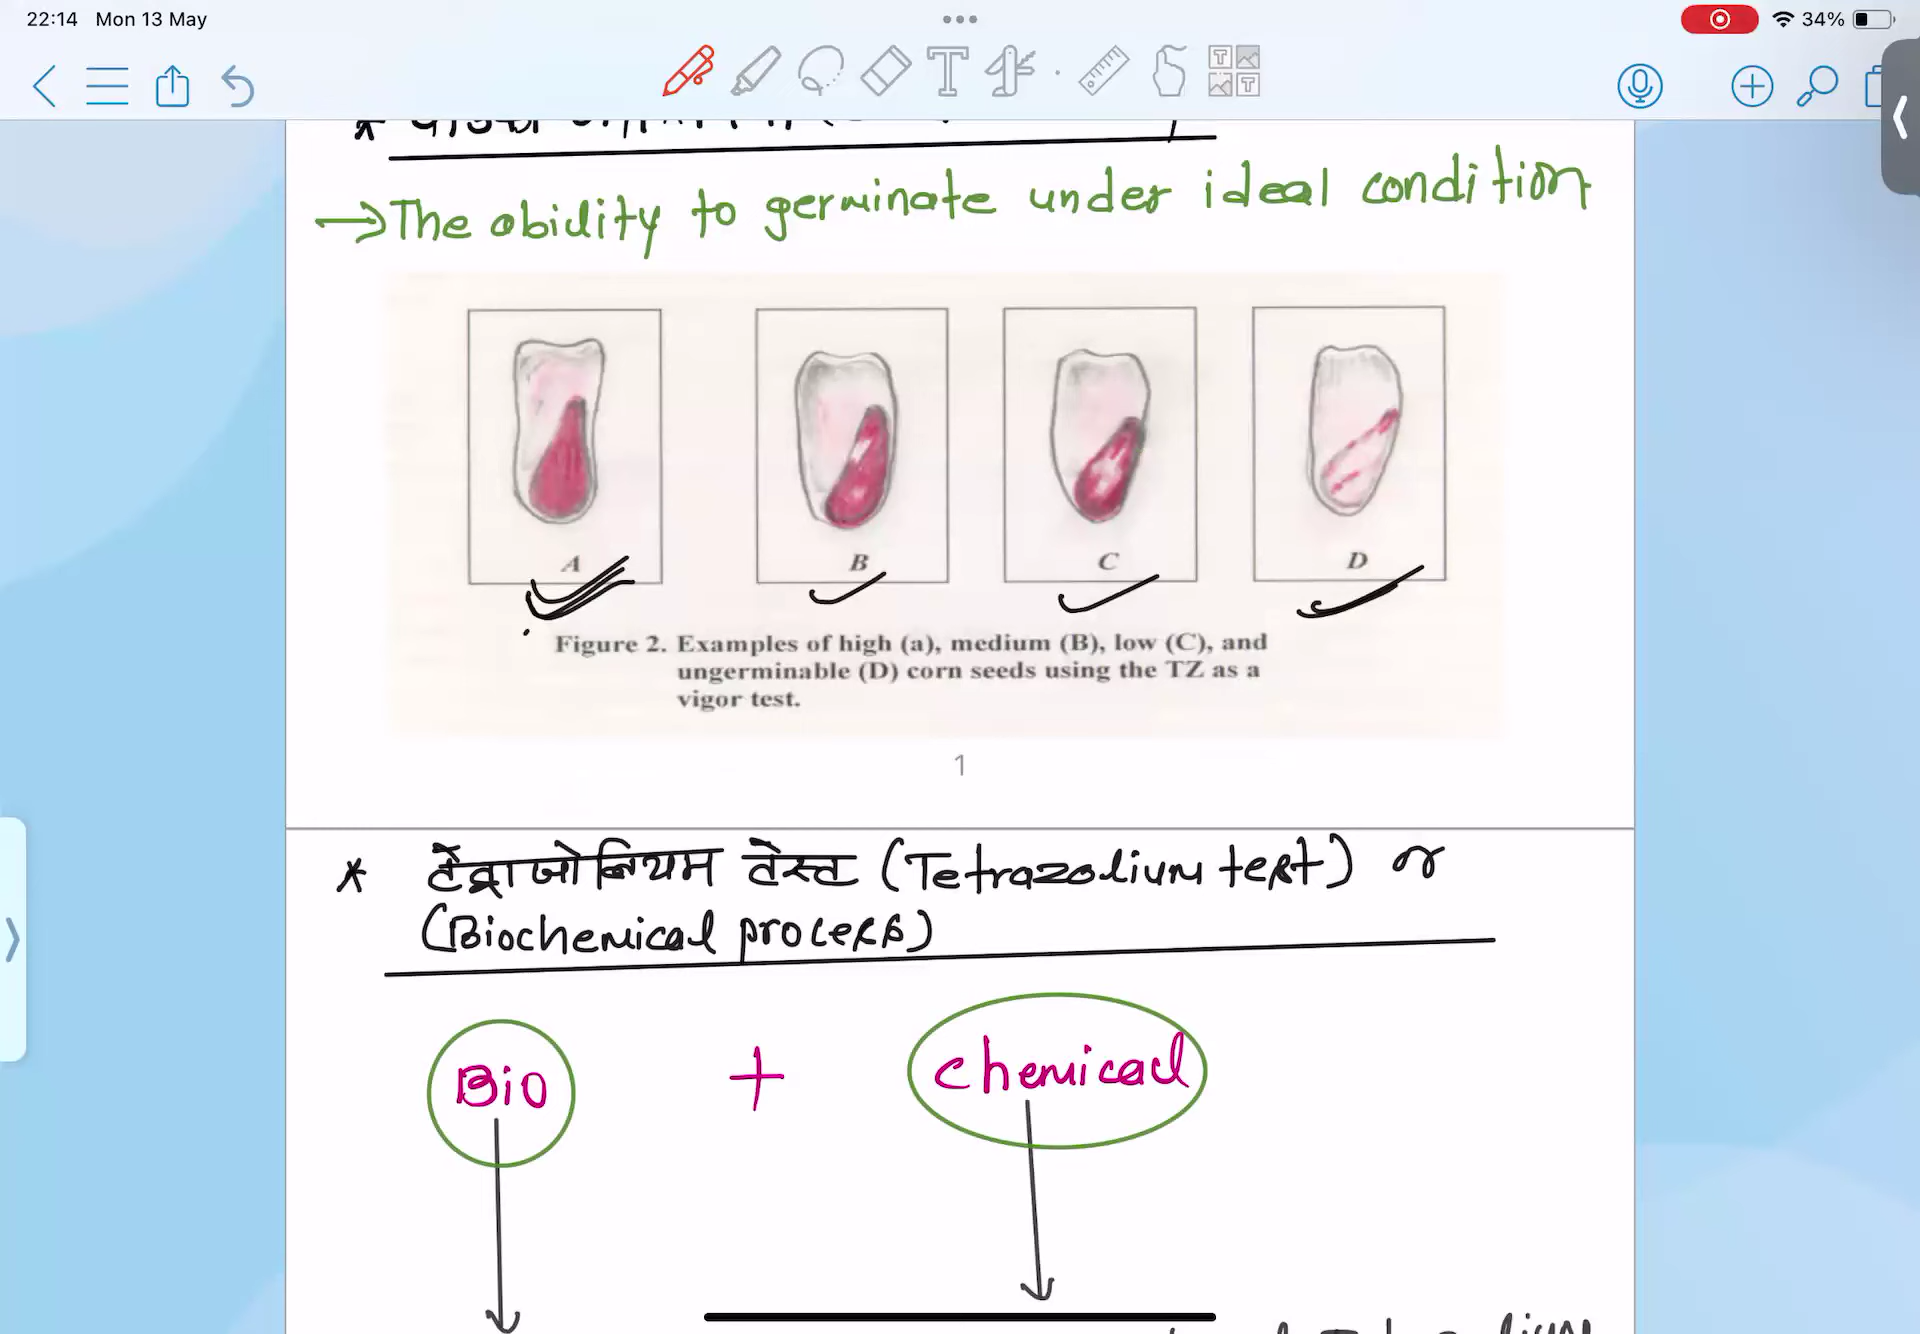 22:14 Mon 13 May
34%
→ The ability to germinate under ideal condition
A B C D
Figure 2. Examples of high (a), medium (B), low (C), and
ungerminable (D) corn seeds using the TZ as a
vigor test.
1
* टेट्राजोलियम टेस्ट (Tetrazolium test) or
(Biochemical process)
Bio + chemical